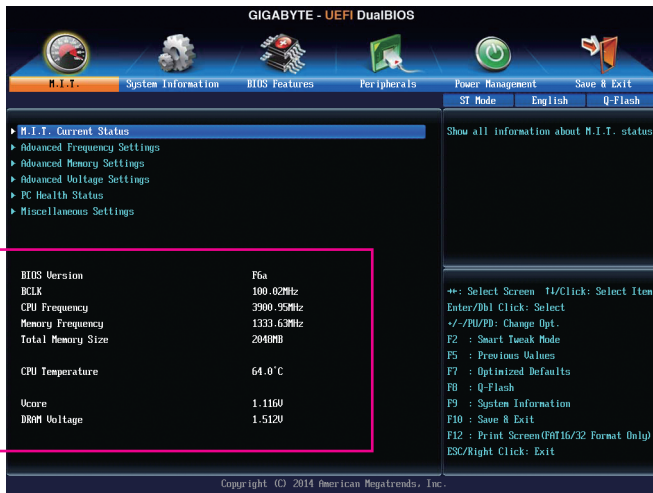 GIGABYTE - UEFI DualBIOS
M.I.T. System Information BIOS Features Peripherals Power Management Save & Exit
ST Mode English Q-Flash
M.I.T. Current Status
Advanced Frequency Settings
Advanced Memory Settings
Advanced Voltage Settings
PC Health Status
Miscellaneous Settings
BIOS Version F6a
BCLK 100.02MHz
CPU Frequency 3900.95MHz
Memory Frequency 1333.63MHz
Total Memory Size 2048MB
CPU Temperature 64.0°C
Vcore 1.116V
DRAM Voltage 1.512V
Show all information about M.I.T. status
→←: Select Screen ↑↓/Click: Select Item
Enter/Dbl Click: Select
+/-/PU/PD: Change Opt.
F2 : Smart Tweak Mode
F5 : Previous Values
F7 : Optimized Defaults
F8 : Q-Flash
F9 : System Information
F10 : Save & Exit
F12 : Print Screen(FAT16/32 Format Only)
ESC/Right Click: Exit
Copyright (C) 2014 American Megatrends, Inc.